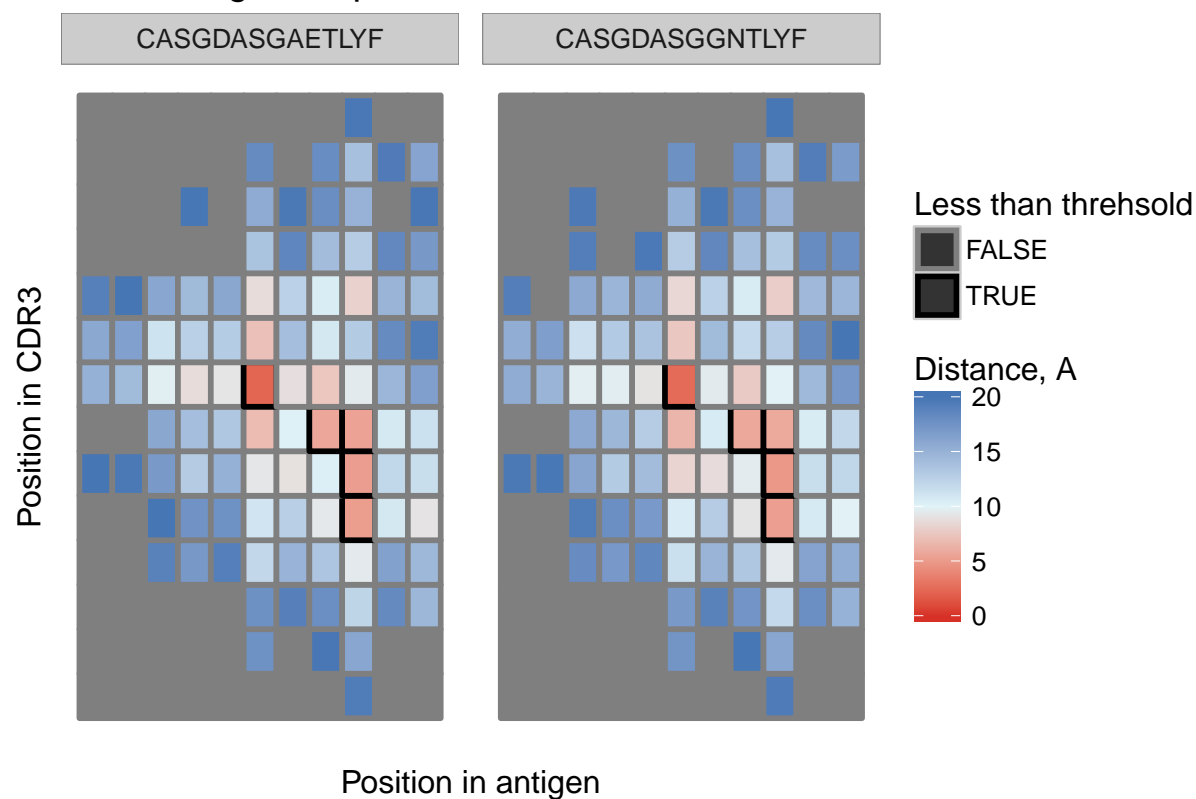 CASGDASGAETLYF
CASGDASGGNTLYF
Position in CDR3
Less than threhsold
FALSE
TRUE
Distance, A
20
15
10
5
0
Position in antigen